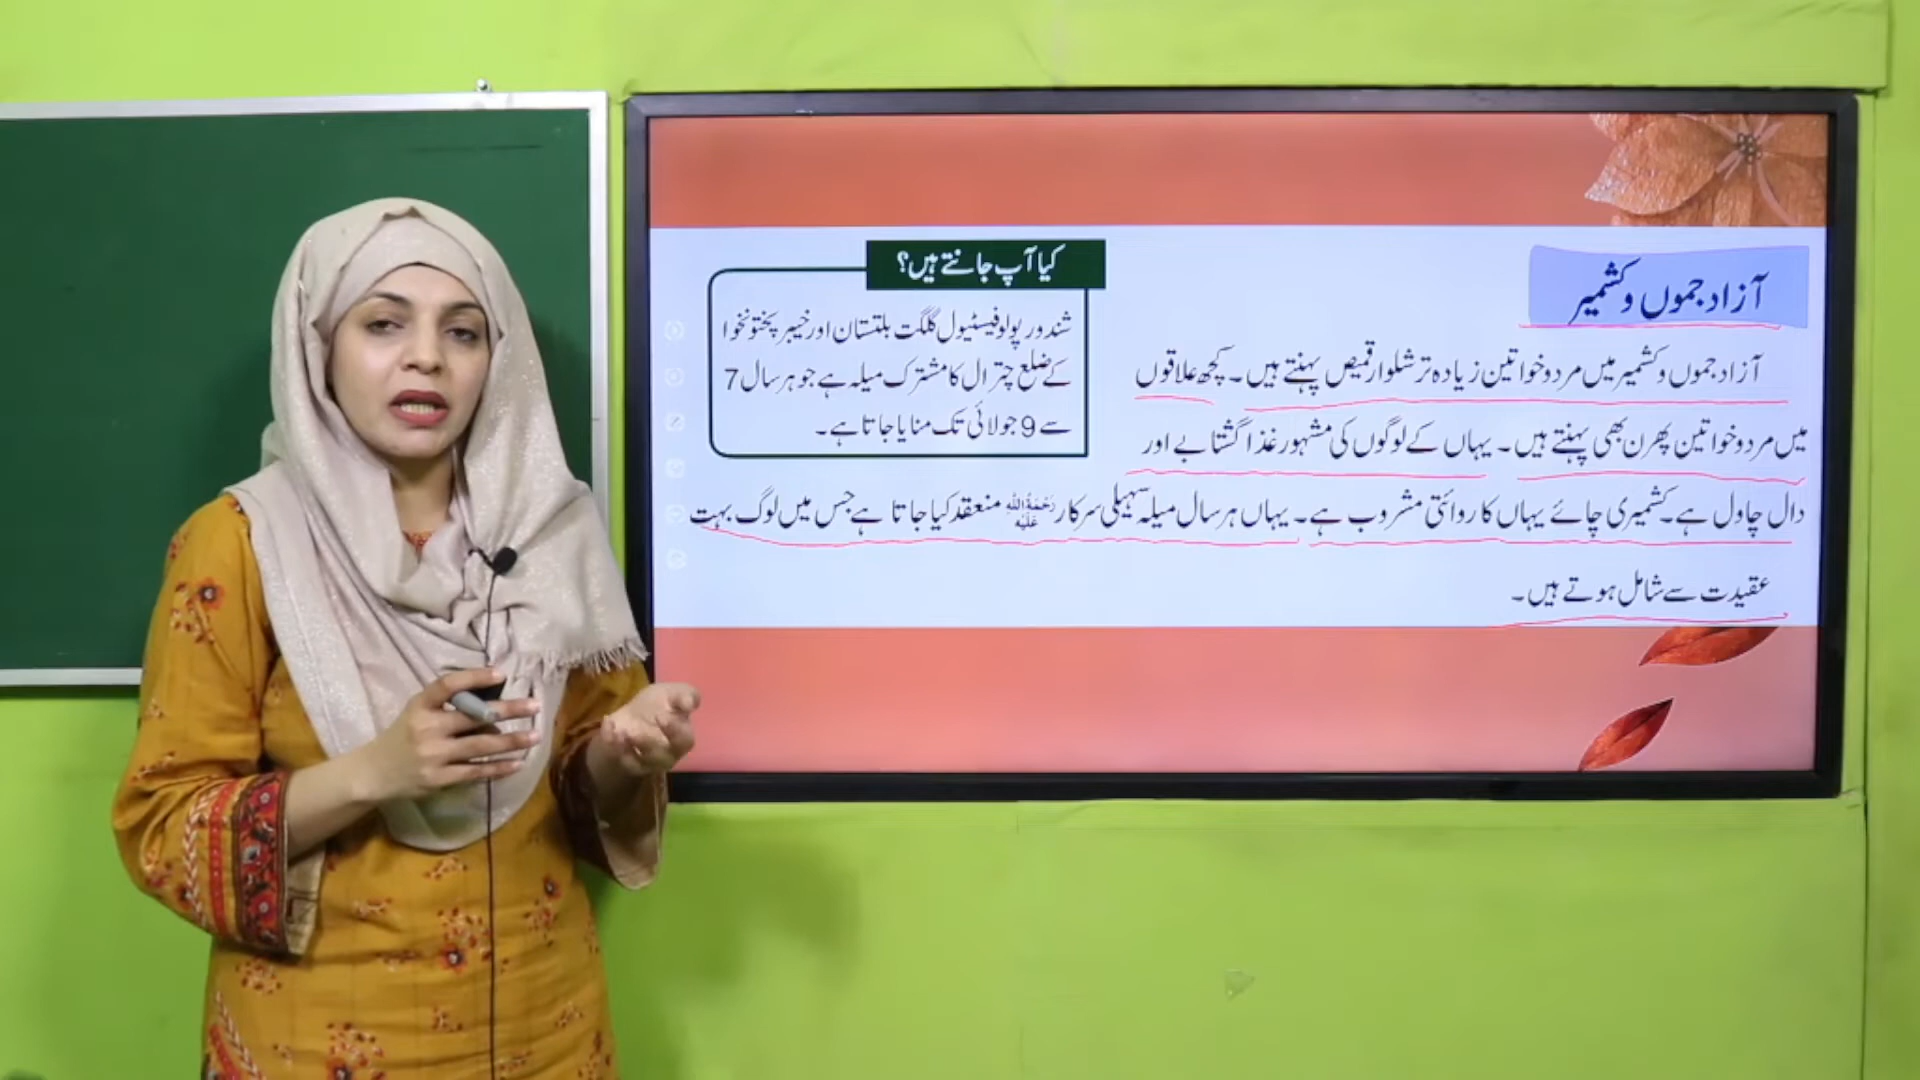 آزاد جموں و کشمیر
آزاد جموں و کشمیر میں مرد و خواتین زیادہ تر شلوار قمیص پہنتے ہیں۔ کچھ علاقوں
میں مرد و خواتین پھرن بھی پہنتے ہیں۔ یہاں کے لوگوں کی مشہور غذا گشتابے اور
دال چاول ہے۔ کشمیری چائے یہاں کا روائتی مشروب ہے۔ یہاں ہر سال میلہ سہیلی سرکار رَحْمَۃُ اللہِ عَلَیْہِ منعقد کیا جاتا ہے جس میں لوگ بہت
عقیدت سے شامل ہوتے ہیں۔
کیا آپ جانتے ہیں؟
شندور پولو فیسٹیول گلگت بلتستان اور خیبر پختونخوا
کے ضلع چترال کا مشترک میلہ ہے جو ہر سال 7
سے 9 جولائی تک منایا جاتا ہے۔